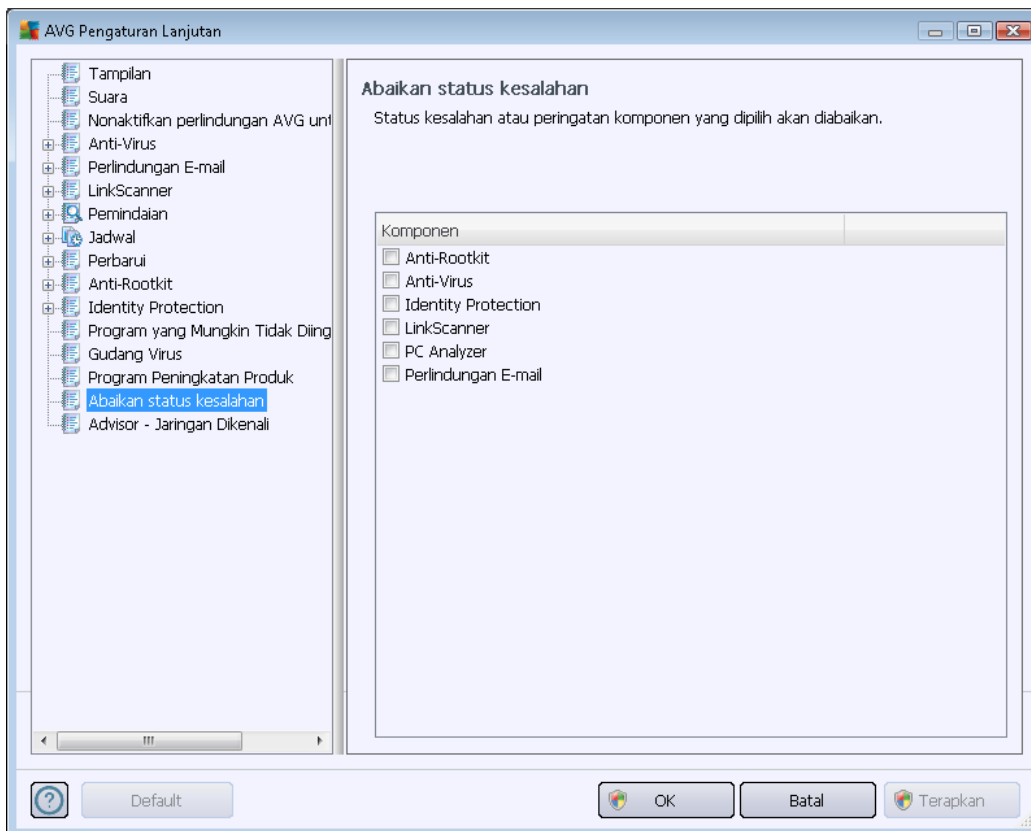 AVG Pengaturan Lanjutan
Tampilan
Suara
Nonaktifkan perlindungan AVG unt
Anti-Virus
Perlindungan E-mail
LinkScanner
Pemindaian
Jadwal
Perbarui
Anti-Rootkit
Identity Protection
Program yang Mungkin Tidak Diing
Gudang Virus
Program Peningkatan Produk
Abaikan status kesalahan
Advisor - Jaringan Dikenali
Abaikan status kesalahan
Status kesalahan atau peringatan komponen yang dipilih akan diabaikan.
Komponen
Anti-Rootkit
Anti-Virus
Identity Protection
LinkScanner
PC Analyzer
Perlindungan E-mail
Default
OK
Batal
Terapkan